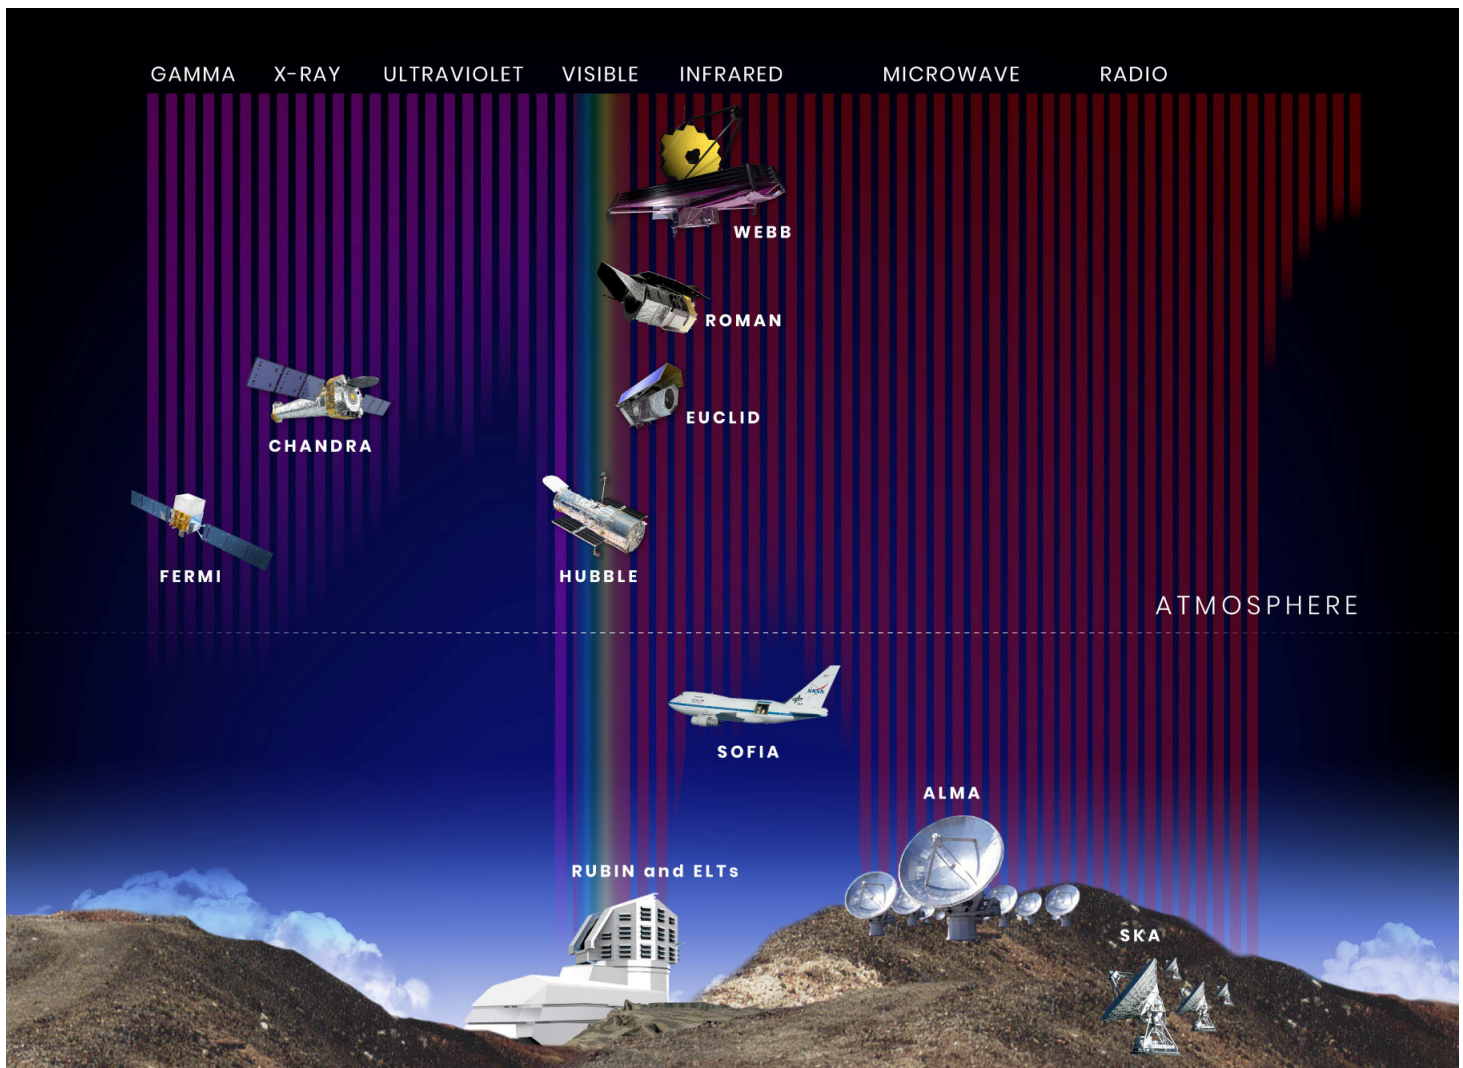 GAMMA X-RAY ULTRAVIOLET VISIBLE INFRARED MICROWAVE RADIO
WEBB
ROMAN
EUCLID
CHANDRA
HUBBLE
FERMI
ATMOSPHERE
NASA
SOFIA
ALMA
RUBIN and ELTs
SKA